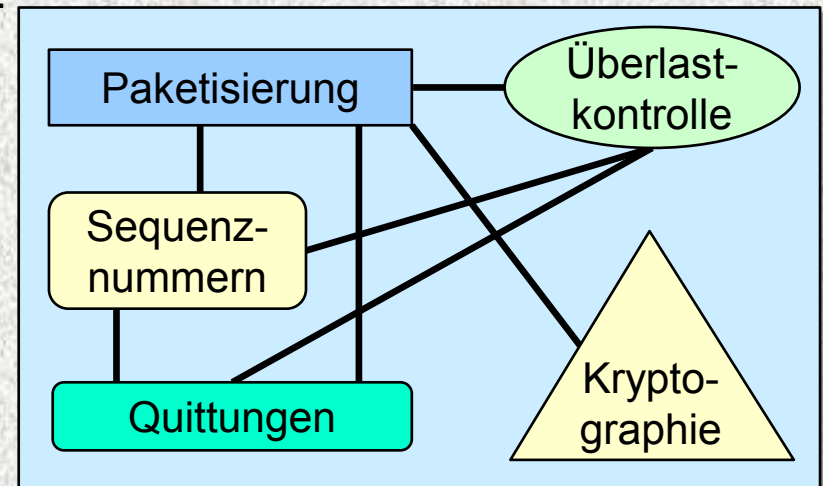 Paketisierung
Überlast-
kontrolle
Sequenz-
nummern
Quittungen
Krypto-
graphie